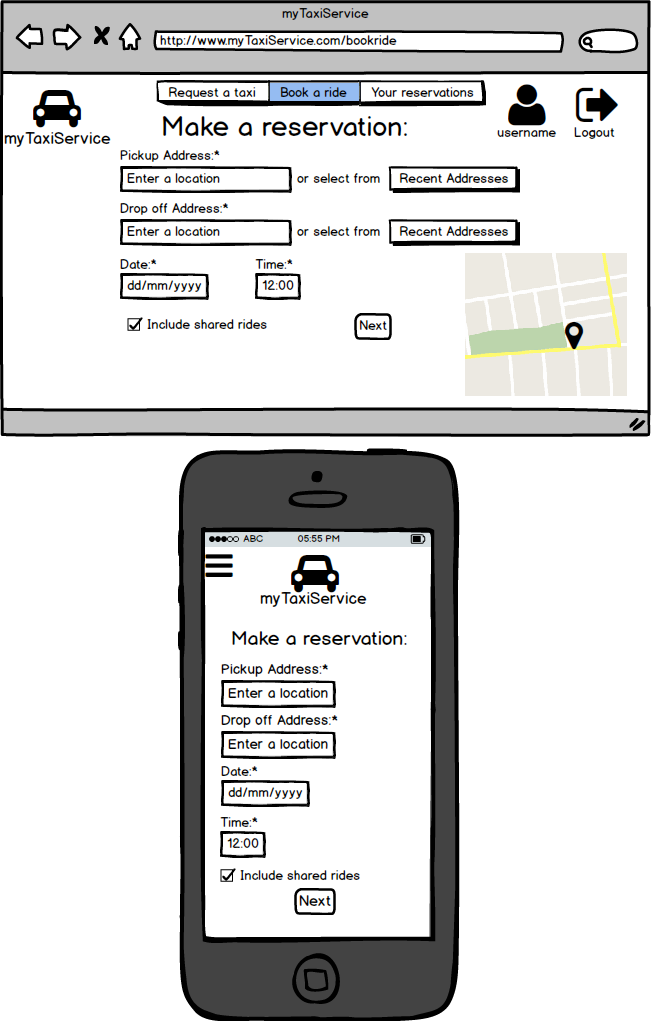 myTaxiService
http://www.myTaxiService.com/bookride
Request a taxi Book a ride Your reservations
myTaxiService
username Logout
Make a reservation:
Pickup Address:*
Enter a location or select from Recent Addresses
Drop off Address:*
Enter a location or select from Recent Addresses
Date:* Time:*
dd/mm/yyyy 12:00
Include shared rides Next
ABC 05:55 PM
myTaxiService
Make a reservation:
Pickup Address:*
Enter a location
Drop off Address:*
Enter a location
Date:*
dd/mm/yyyy
Time:*
12:00
Include shared rides
Next